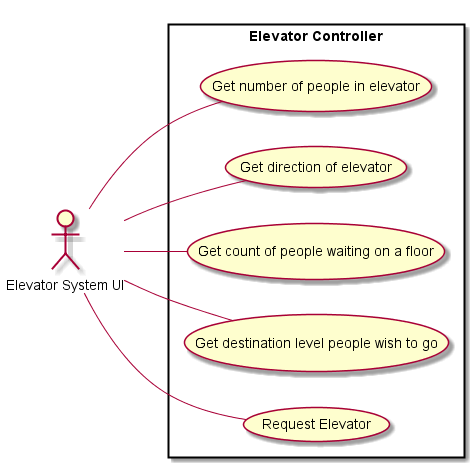 Elevator Controller
Get number of people in elevator
Get direction of elevator
Get count of people waiting on a floor
Elevator System UI
Get destination level people wish to go
Request Elevator